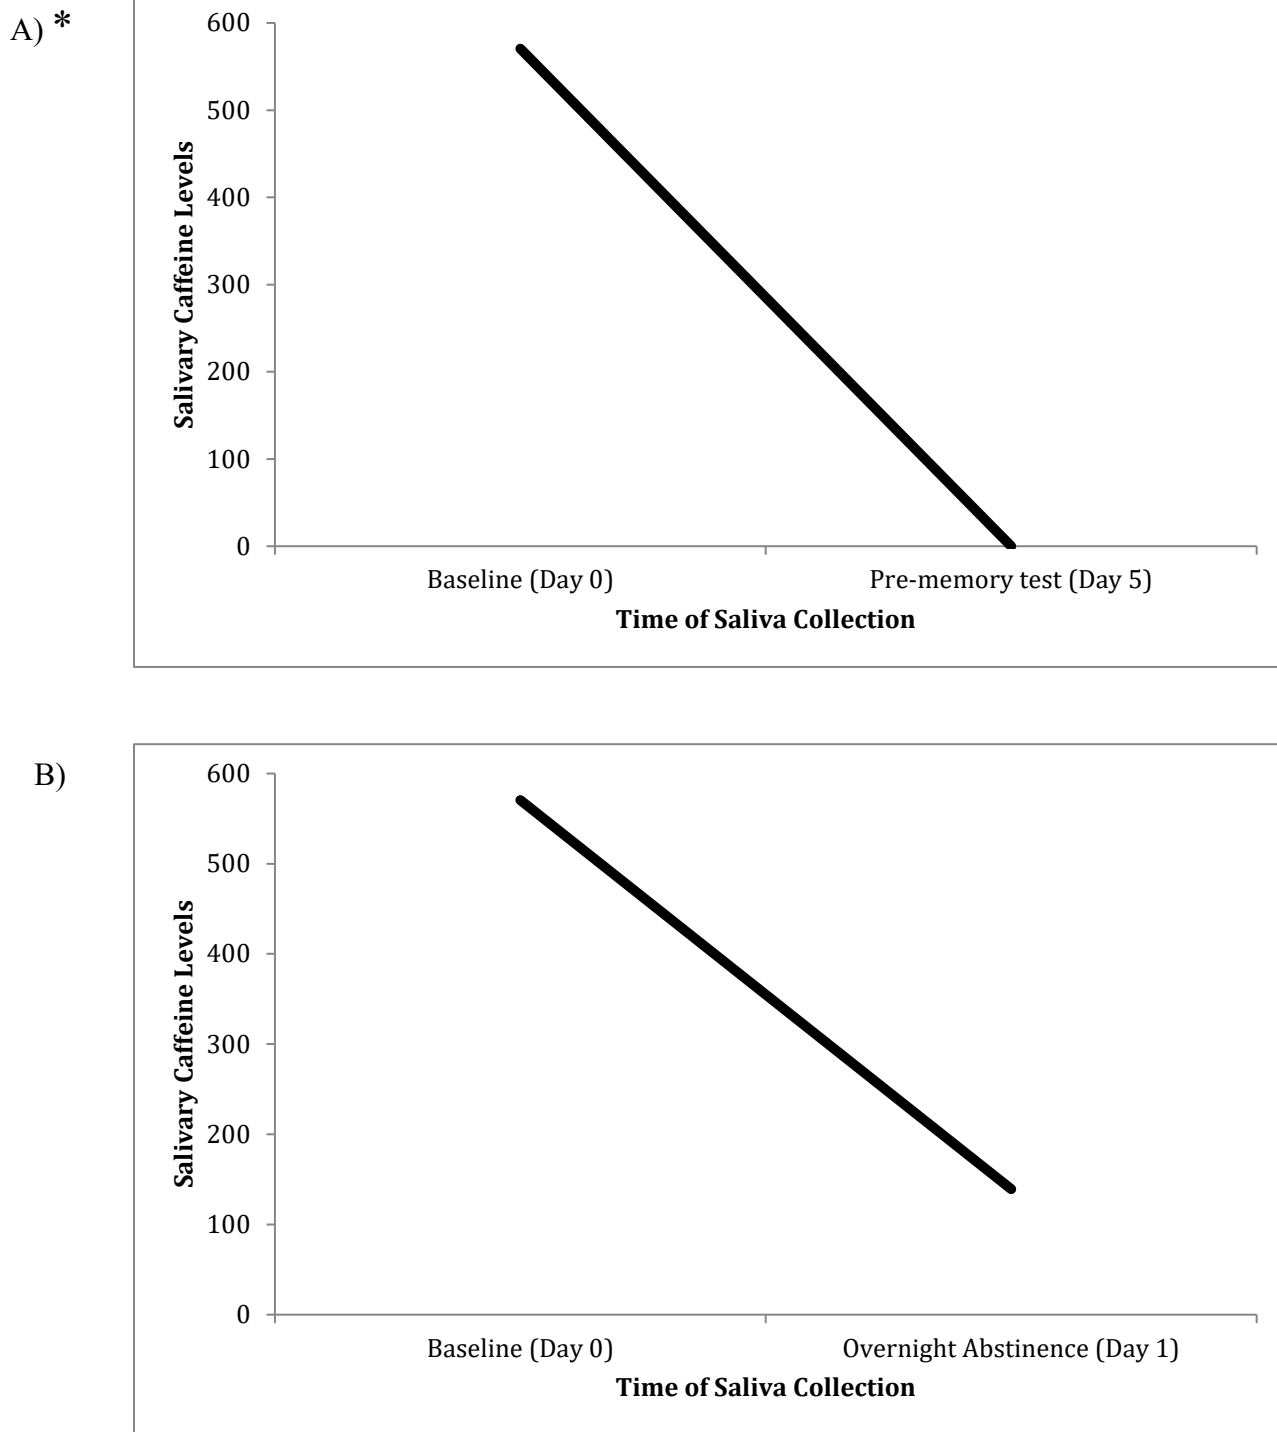 A) *
600
500
400
300
200
100
0
Salivary Caffeine Levels
Baseline (Day 0) Pre-memory test (Day 5)
Time of Saliva Collection
B)
600
500
400
300
200
100
0
Salivary Caffeine Levels
Baseline (Day 0) Overnight Abstinence (Day 1)
Time of Saliva Collection